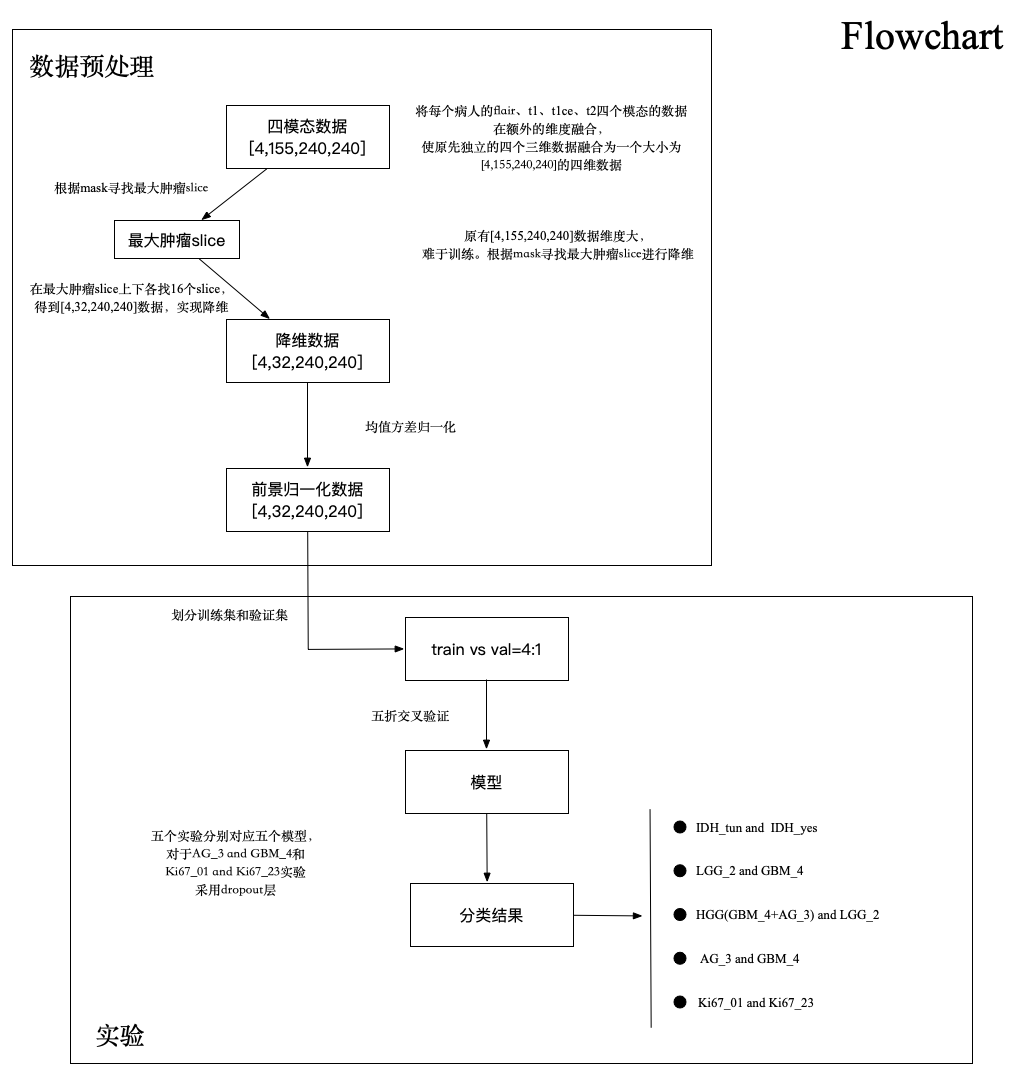 Flowchart
数据预处理
四模态数据
[4,155,240,240]
将每个病人的flair、t1、t1ce、t2四个模态的数据
在额外的维度融合，
使原先独立的四个三维数据融合为一个大小为
[4,155,240,240]的四维数据
根据mask寻找最大肿瘤slice
最大肿瘤slice
原有[4,155,240,240]数据维度大，
难于训练。根据mask寻找最大肿瘤slice进行降维
在最大肿瘤slice上下各找16个slice，
得到[4,32,240,240]数据，实现降维
降维数据
[4,32,240,240]
均值方差归一化
前景归一化数据
[4,32,240,240]
划分训练集和验证集
train vs val=4:1
五折交叉验证
模型
五个实验分别对应五个模型，
对于AG_3 and GBM_4和
Ki67_01 and Ki67_23实验
采用dropout层
分类结果
IDH_tun and IDH_yes
LGG_2 and GBM_4
HGG(GBM_4+AG_3) and LGG_2
AG_3 and GBM_4
Ki67_01 and Ki67_23
实验